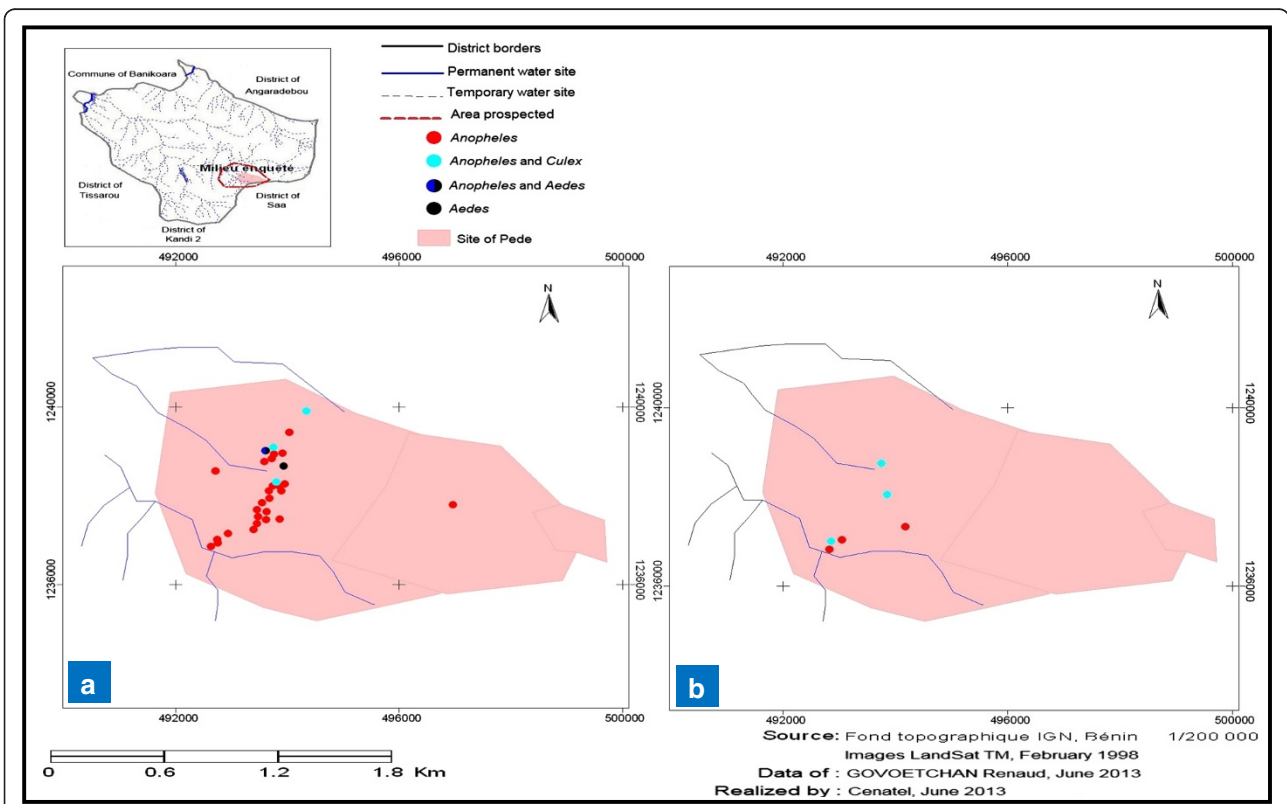 Commune of Banikoara
District of
Angaradebou
Milieu enquêté
District of
Tissarou
District of
Saa
District of
Kandi 2
District borders
Permanent water site
Temporary water site
Area prospected
Anopheles
Anopheles and Culex
Anopheles and Aedes
Aedes
Site of Pede
492000
496000
500000
N
1240000
1236000
1240000
1236000
a
492000
496000
500000
492000
496000
500000
N
1240000
1236000
1240000
1236000
b
492000
496000
500000
0 0.6 1.2 1.8 Km
Source: Fond topographique IGN, Bénin 1/200 000
Images LandSat TM, February 1998
Data of : GOVOETCHAN Renaud, June 2013
Realized by : Cenatel, June 2013